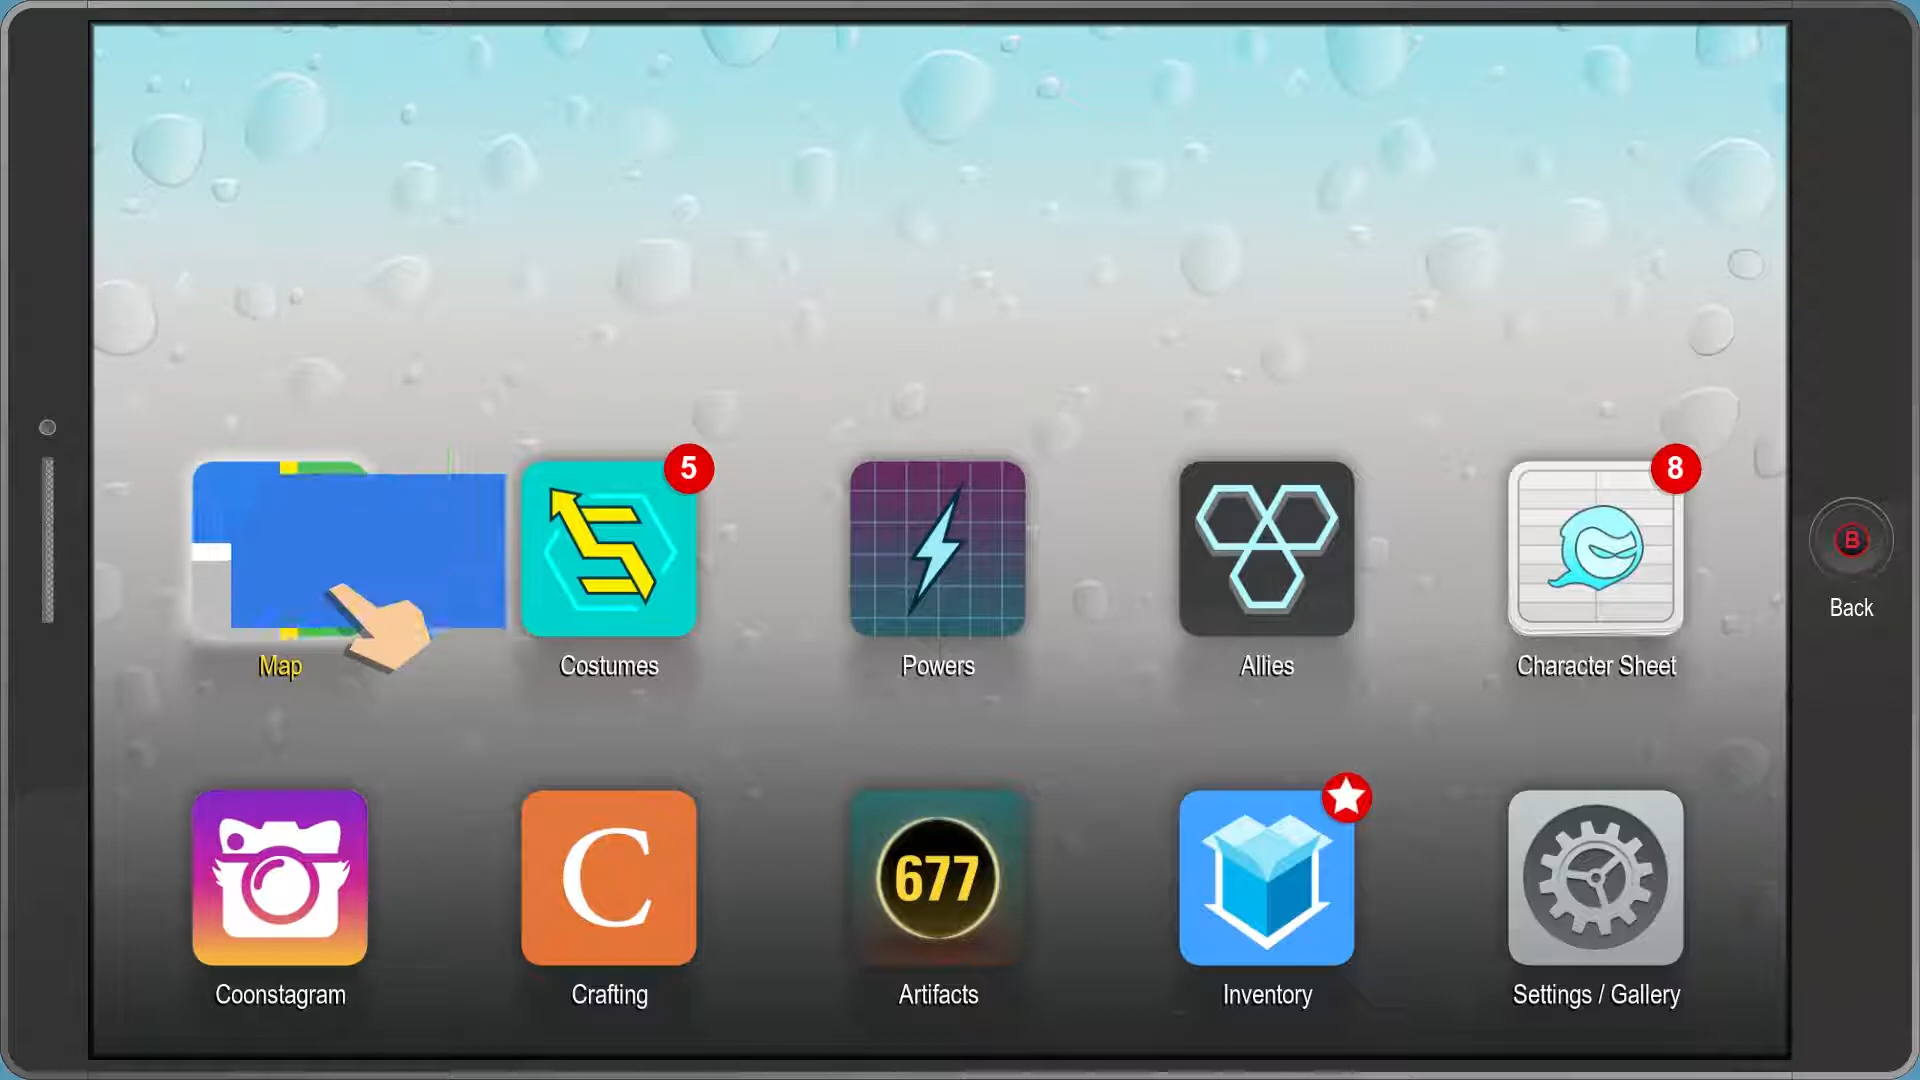 5
8
Map
Costumes
Powers
Allies
Character Sheet
B
Back
C
677
Coonstagram
Crafting
Artifacts
Inventory
Settings / Gallery